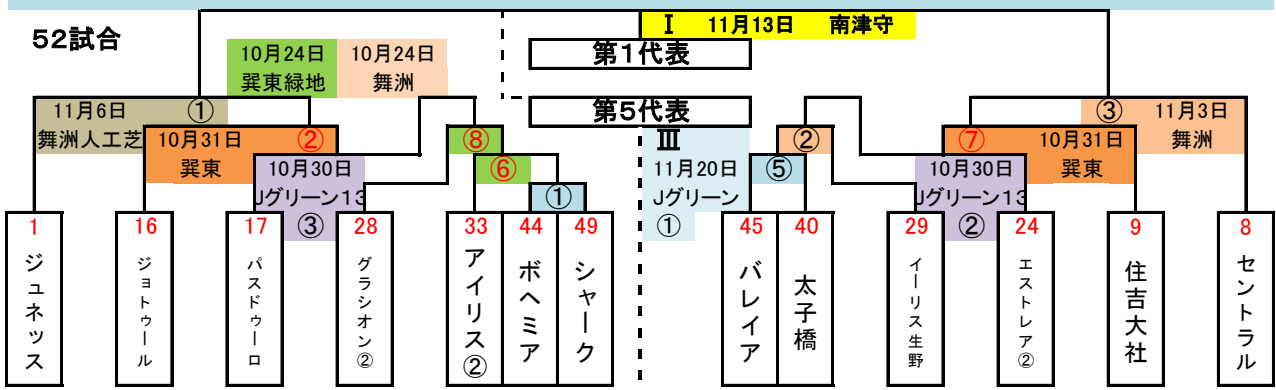 Ⅰ 11月13日 南津守
52試合
10月24日 10月24日
巽東緑地 舞洲
第1代表
第5代表
11月6日 ①
舞洲人工芝
10月31日 ②
巽東
10月30日
Jグリーン13
③
⑧
⑥
①
Ⅲ
11月20日
Jグリーン
①
②
⑤
⑦
10月30日
Jグリーン13
②
10月31日
巽東
③ 11月3日
舞洲
1 ジュネッス
16 ジョトゥール
17 パスドゥーロ
28 グラシオン②
33 アイリス②
44 ボヘミア
49 シャーク
45 バレイア
40 太子橋
29 イーリス生野
24 エストレア②
9 住吉大社
8 セントラル